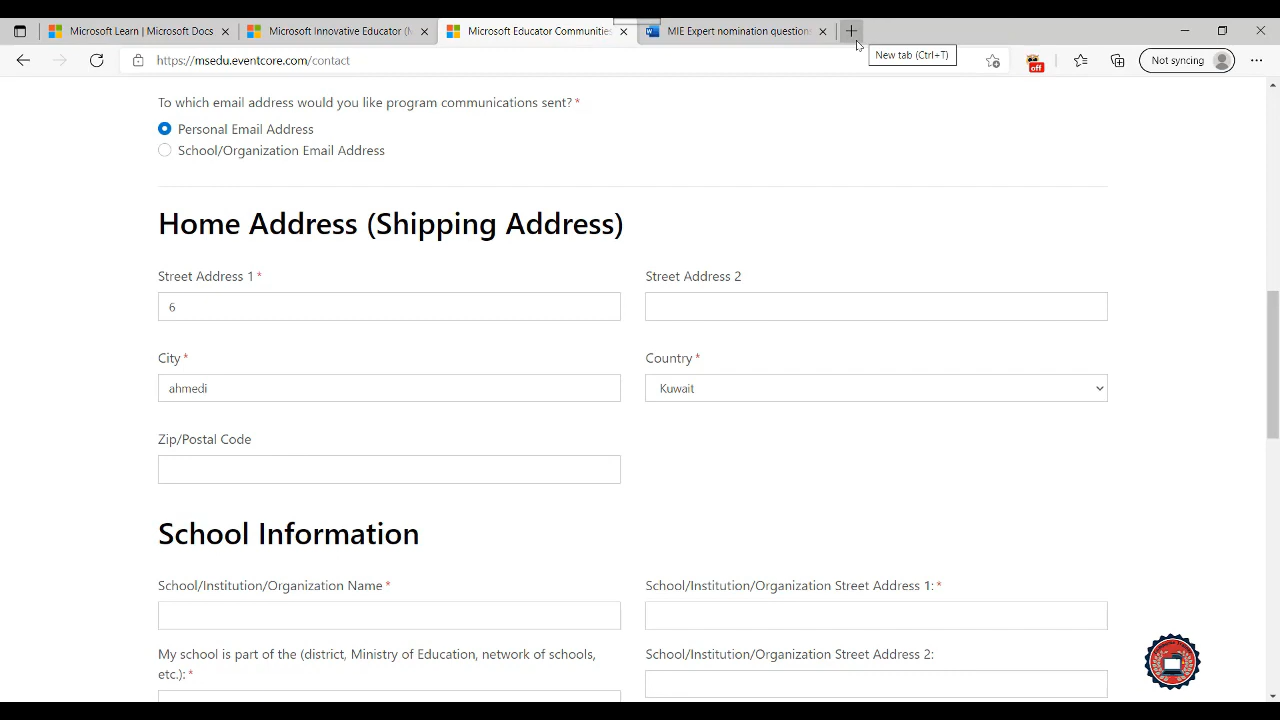 Microsoft Learn | Microsoft Docs
Microsoft Innovative Educator (
Microsoft Educator Communities
MIE Expert nomination question
New tab (Ctrl+T)
https://msedu.eventcore.com/contact
off
Not syncing
To which email address would you like program communications sent? *
Personal Email Address
School/Organization Email Address
Home Address (Shipping Address)
Street Address 1 *
Street Address 2
6
City *
Country *
ahmedi
Kuwait
Zip/Postal Code
School Information
School/Institution/Organization Name *
School/Institution/Organization Street Address 1: *
My school is part of the (district, Ministry of Education, network of schools,
etc.): *
School/Institution/Organization Street Address 2: